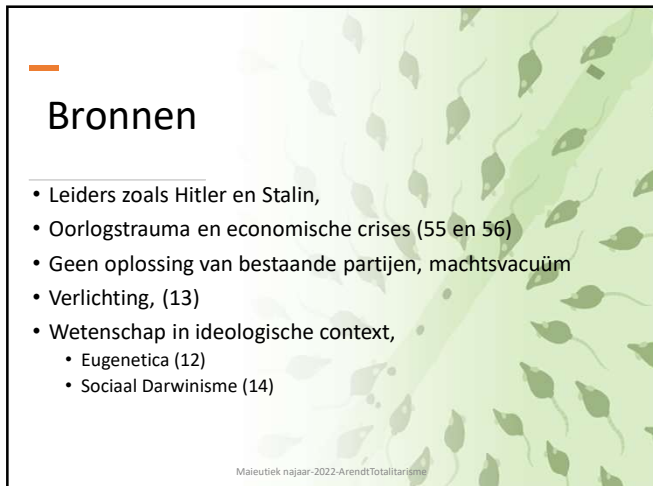 Bronnen
• Leiders zoals Hitler en Stalin,
• Oorlogstrauma en economische crises (55 en 56)
• Geen oplossing van bestaande partijen, machtsvacuüm
• Verlichting, (13)
• Wetenschap in ideologische context,
• Eugenetica (12)
• Sociaal Darwinisme (14)
Maieutiek najaar-2022-ArendtTotalitarisme